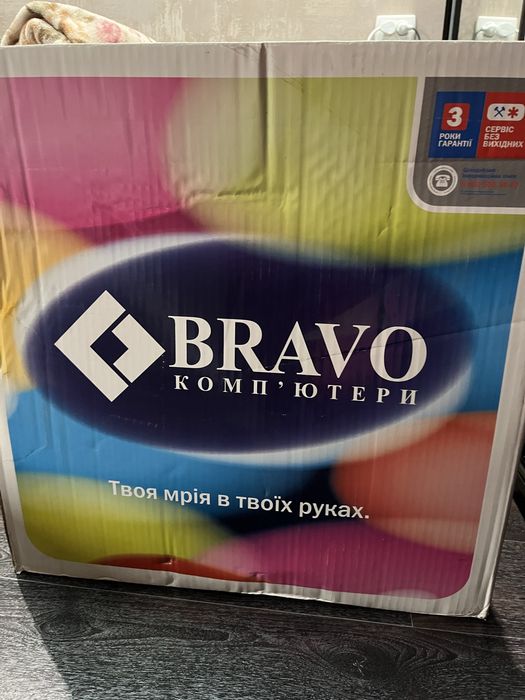 3
РОКИ
ГАРАНТІЇ
СЕРВІС
БЕЗ
ВИХІДНИХ
BRAVO
КОМП'ЮТЕРИ
Твоя мрія в твоїх руках.